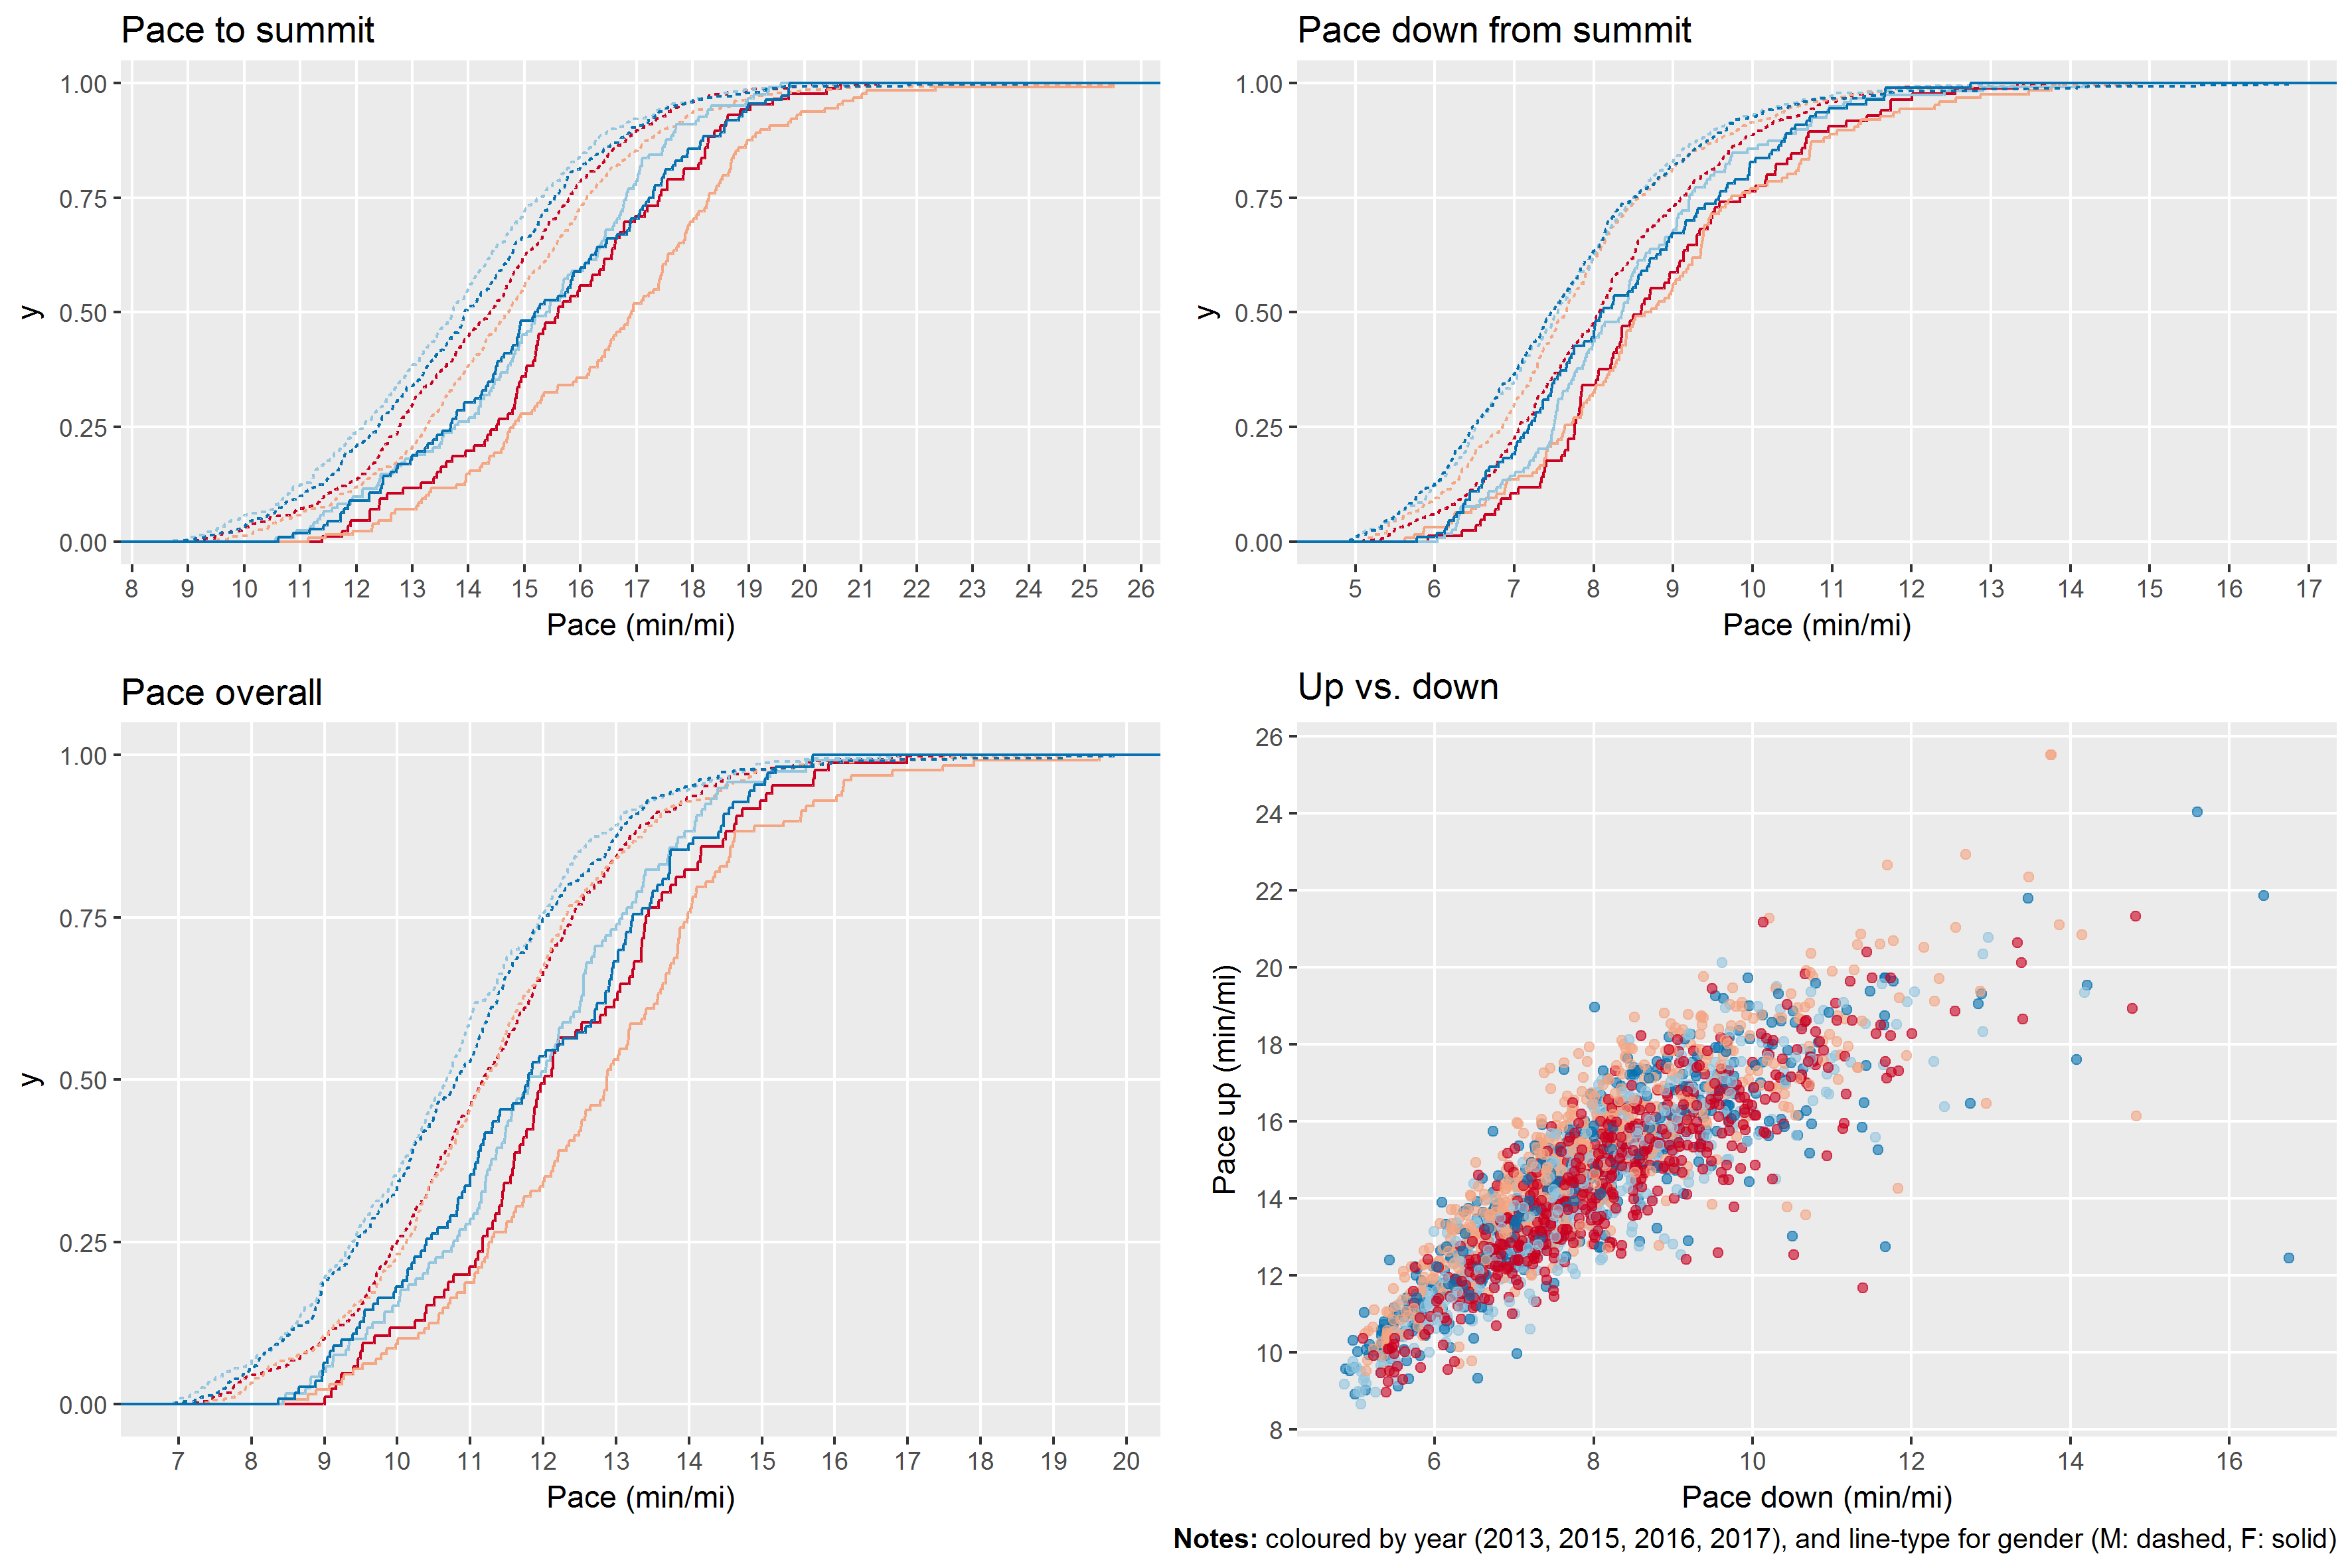 Pace to summit
1.00
0.75
0.50
0.25
0.00
y
8 9 10 11 12 13 14 15 16 17 18 19 20 21 22 23 24 25 26
Pace (min/mi)
Pace down from summit
1.00
0.75
0.50
0.25
0.00
y
5 6 7 8 9 10 11 12 13 14 15 16 17
Pace (min/mi)
Pace overall
1.00
0.75
0.50
0.25
0.00
y
7 8 9 10 11 12 13 14 15 16 17 18 19 20
Pace (min/mi)
Up vs. down
26
24
22
20
18
16
14
12
10
8
Pace up (min/mi)
6 8 10 12 14 16
Pace down (min/mi)
Notes: coloured by year (2013, 2015, 2016, 2017), and line-type for gender (M: dashed, F: solid)